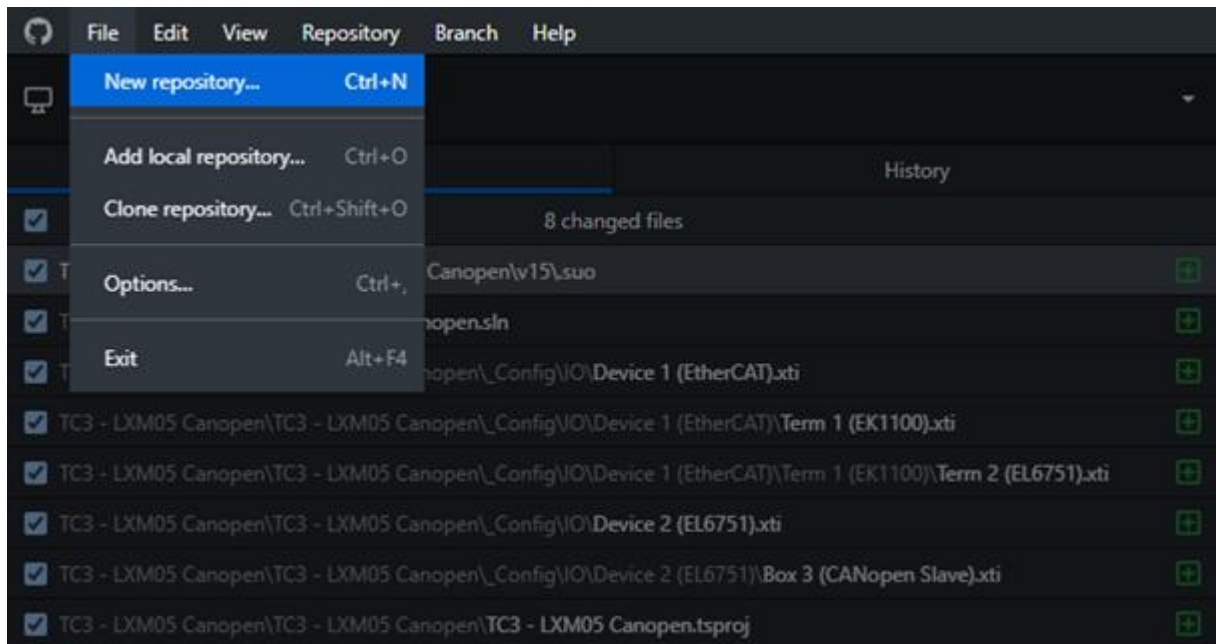 File Edit View Repository Branch Help
New repository... Ctrl+N
Add local repository... Ctrl+O
History
Clone repository... Ctrl+Shift+O
8 changed files
T Canopen\v15\.suo
Options... Ctrl+,
T nopen.sln
Exit Alt+F4
T nopen\_Config\IO\Device 1 (EtherCAT).xti
TC3 - LXM05 Canopen\TC3 - LXM05 Canopen\_Config\IO\Device 1 (EtherCAT)\Term 1 (EK1100).xti
TC3 - LXM05 Canopen\TC3 - LXM05 Canopen\_Config\IO\Device 1 (EtherCAT)\Term 1 (EK1100)\Term 2 (EL6751).xti
TC3 - LXM05 Canopen\TC3 - LXM05 Canopen\_Config\IO\Device 2 (EL6751).xti
TC3 - LXM05 Canopen\TC3 - LXM05 Canopen\_Config\IO\Device 2 (EL6751)\Box 3 (CANopen Slave).xti
TC3 - LXM05 Canopen\TC3 - LXM05 Canopen\TC3 - LXM05 Canopen.tsproj